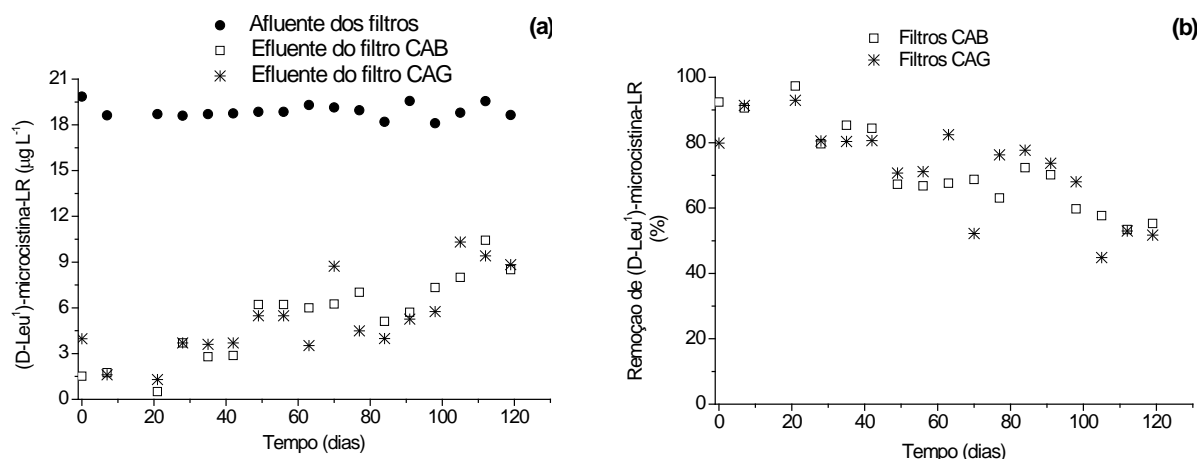 Afluente dos filtros
Efluente do filtro CAB
Efluente do filtro CAG
(a)
(D-Leu¹)-microcistina-LR (µg L⁻¹)
21
18
15
12
9
6
3
0
0 20 40 60 80 100 120
Tempo (dias)
Filtros CAB
Filtros CAG
(b)
Remoçao de (D-Leu¹)-microcistina-LR
(%)
100
80
60
40
20
0
0 20 40 60 80 100 120
Tempo (dias)